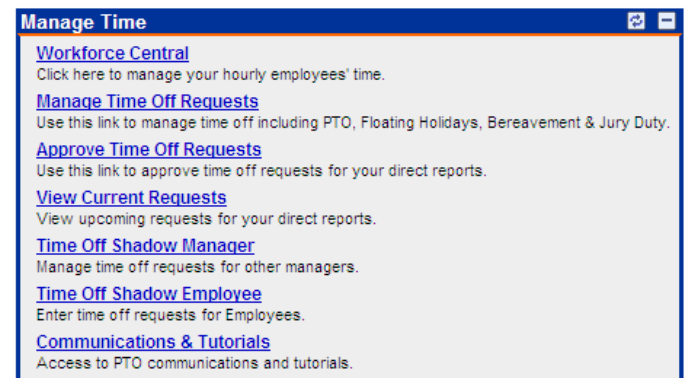 Manage Time
Workforce Central
Click here to manage your hourly employees' time.
Manage Time Off Requests
Use this link to manage time off including PTO, Floating Holidays, Bereavement & Jury Duty.
Approve Time Off Requests
Use this link to approve time off requests for your direct reports.
View Current Requests
View upcoming requests for your direct reports.
Time Off Shadow Manager
Manage time off requests for other managers.
Time Off Shadow Employee
Enter time off requests for Employees.
Communications & Tutorials
Access to PTO communications and tutorials.